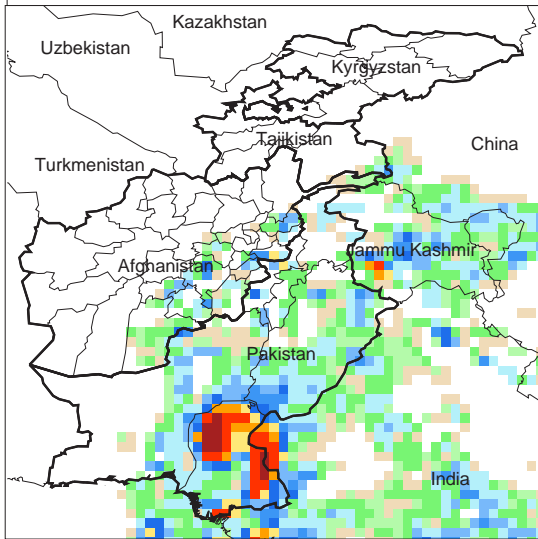 Kazakhstan
Uzbekistan
Kyrgyzstan
Tajikistan
China
Turkmenistan
Jammu Kashmir
Afghanistan
Pakistan
India